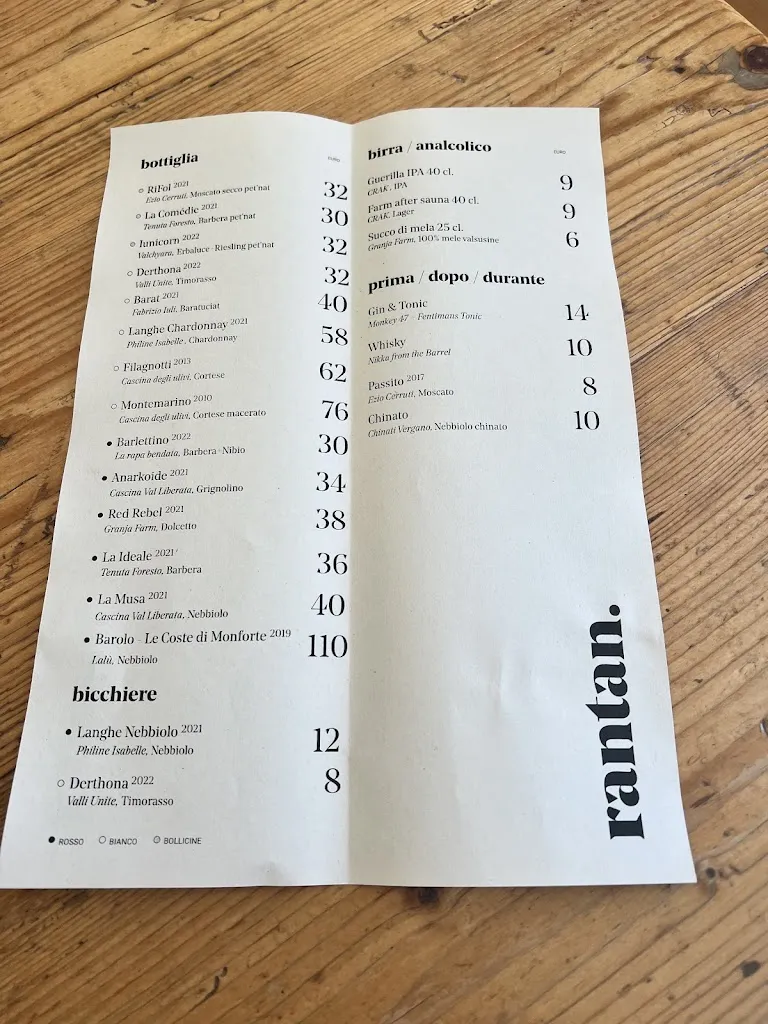 bottiglia
EURO
RiFol 2021
32
Ezio Cerruti, Moscato secco pet'nat
La Comédie 2021
30
Tenuta Foresto, Barbera pet'nat
Iunicorn 2022
32
Valchyara, Erbaluce-Riesling pet'nat
Derthona 2022
32
Valli Unite, Timorasso
Barat 2021
40
Fabrizio Iuli, Baratuciat
Langhe Chardonnay 2021
58
Philine Isabelle, Chardonnay
Filagnotti 2013
62
Cascina degli ulivi, Cortese
Montemarino 2010
76
Cascina degli ulivi, Cortese macerato
Barlettino 2022
30
La rapa bendata, Barbera-Nibio
Anarkoide 2021
34
Cascina Val Liberata, Grignolino
Red Rebel 2021
38
Granja Farm, Dolcetto
La Ideale 2021
36
Tenuta Foresto, Barbera
La Musa 2021
40
Cascina Val Liberata, Nebbiolo
Barolo - Le Coste di Monforte 2019
110
Lalù, Nebbiolo
bicchiere
Langhe Nebbiolo 2021
12
Philine Isabelle, Nebbiolo
Derthona 2022
8
Valli Unite, Timorasso
ROSSO BIANCO BOLLICINE
birra / analcolico
EURO
Guerilla IPA 40 cl.
9
CRAK, IPA
Farm after sauna 40 cl.
9
CRAK, Lager
Succo di mela 25 cl.
6
Granja Farm, 100% mele valsusine
prima / dopo / durante
Gin & Tonic
14
Monkey 47 - Fentimans Tonic
Whisky
10
Nikka from the Barrel
Passito 2017
8
Ezio Cerruti, Moscato
Chinato
10
Chinati Vergano, Nebbiolo chinato
rantan.